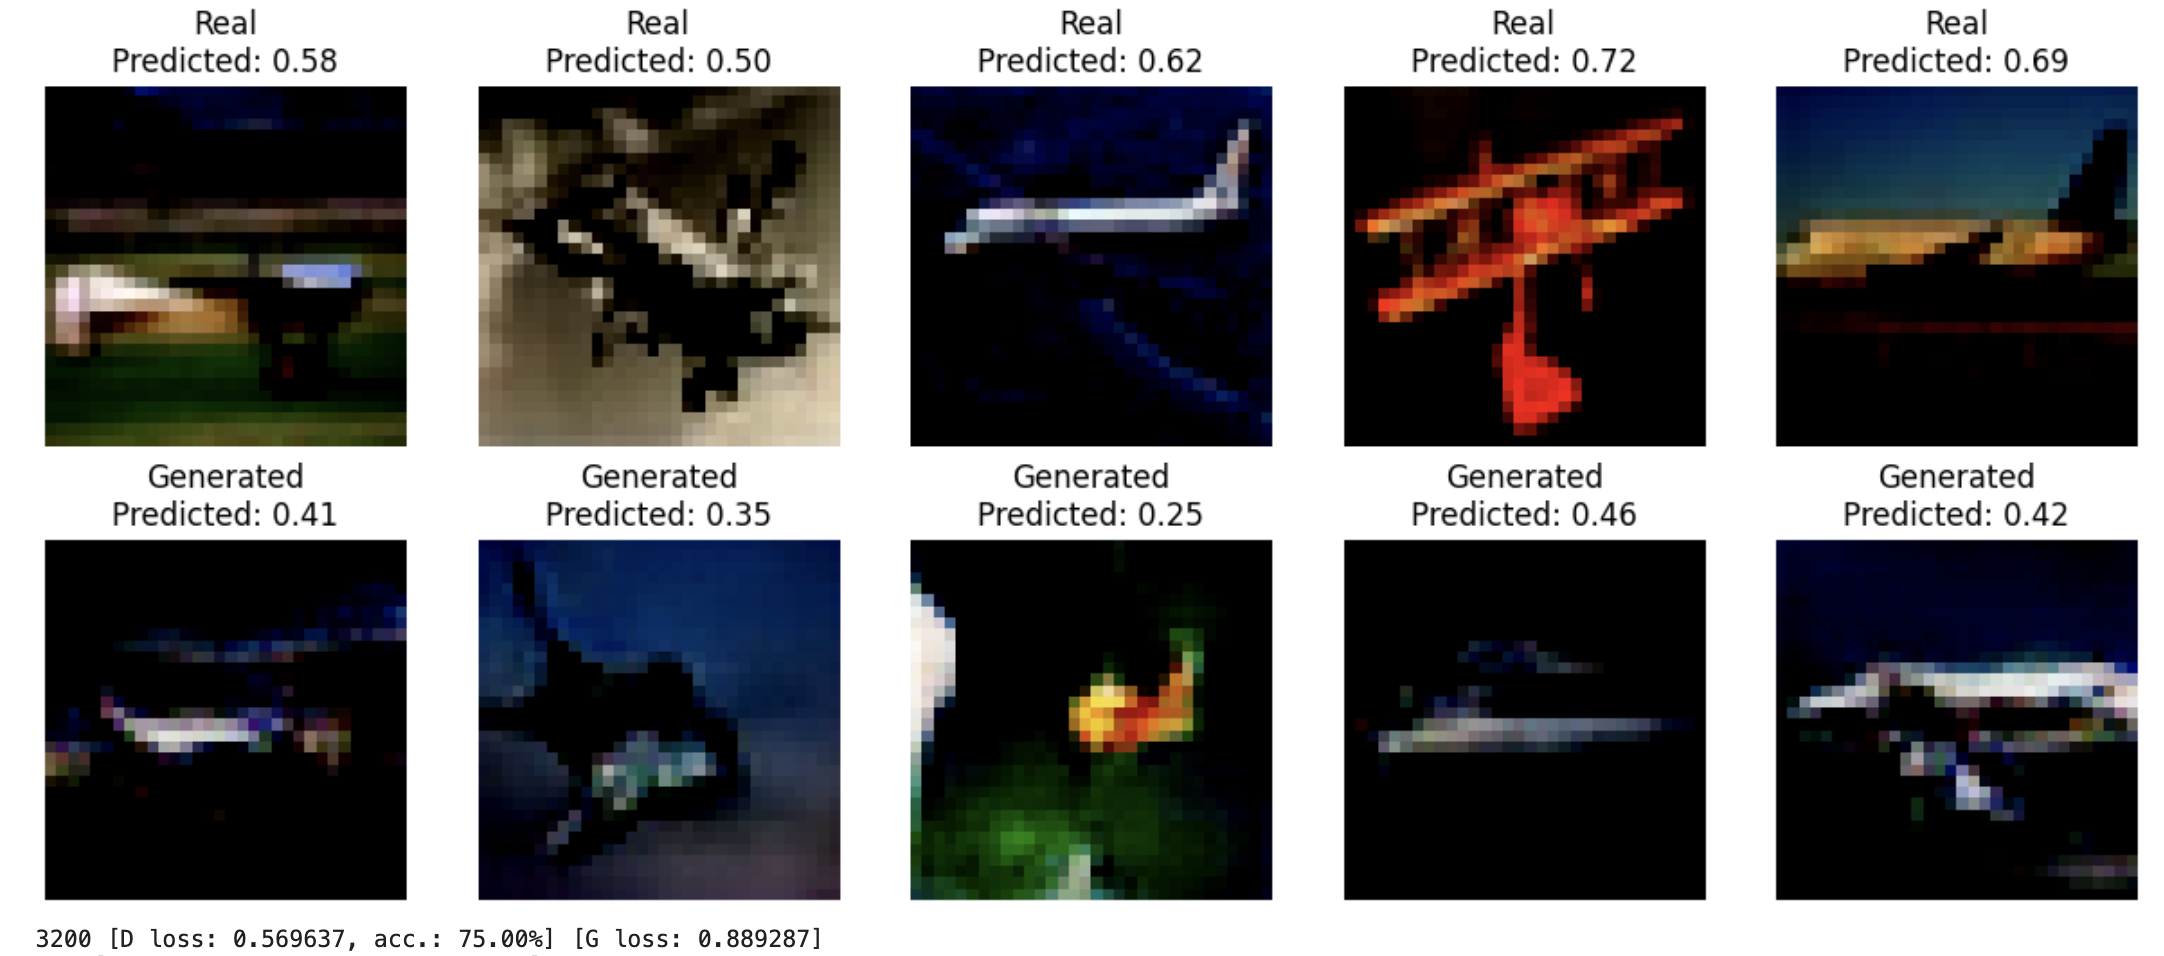 Real
Predicted: 0.58
Real
Predicted: 0.50
Real
Predicted: 0.62
Real
Predicted: 0.72
Real
Predicted: 0.69
Generated
Predicted: 0.41
Generated
Predicted: 0.35
Generated
Predicted: 0.25
Generated
Predicted: 0.46
Generated
Predicted: 0.42
3200 [D loss: 0.569637, acc.: 75.00%] [G loss: 0.889287]